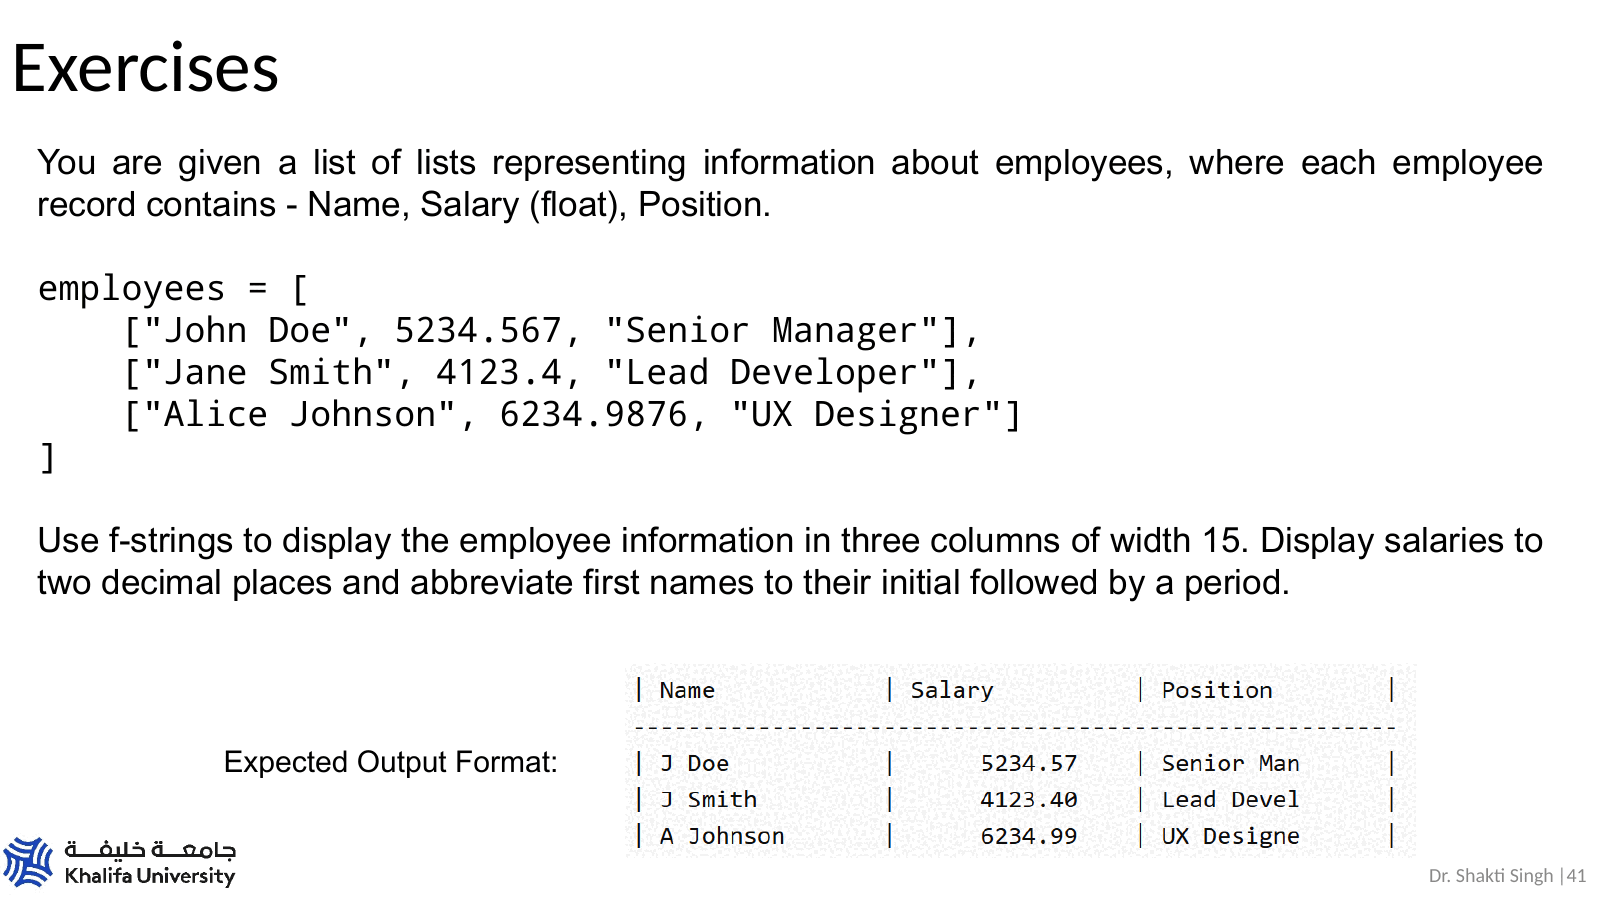 Exercises
You are given a list of lists representing information about employees, where each employee
record contains - Name, Salary (float), Position.
employees = [
    ["John Doe", 5234.567, "Senior Manager"],
    ["Jane Smith", 4123.4, "Lead Developer"],
    ["Alice Johnson", 6234.9876, "UX Designer"]
]
Use f-strings to display the employee information in three columns of width 15. Display salaries to
two decimal places and abbreviate first names to their initial followed by a period.
Expected Output Format:
| Name            | Salary          | Position        |
-------------------------------------------------------
| J Doe           |      5234.57    | Senior Man      |
| J Smith         |      4123.40    | Lead Devel      |
| A Johnson       |      6234.99    | UX Designe      |
جامعة خليفة
Khalifa University
Dr. Shakti Singh |41